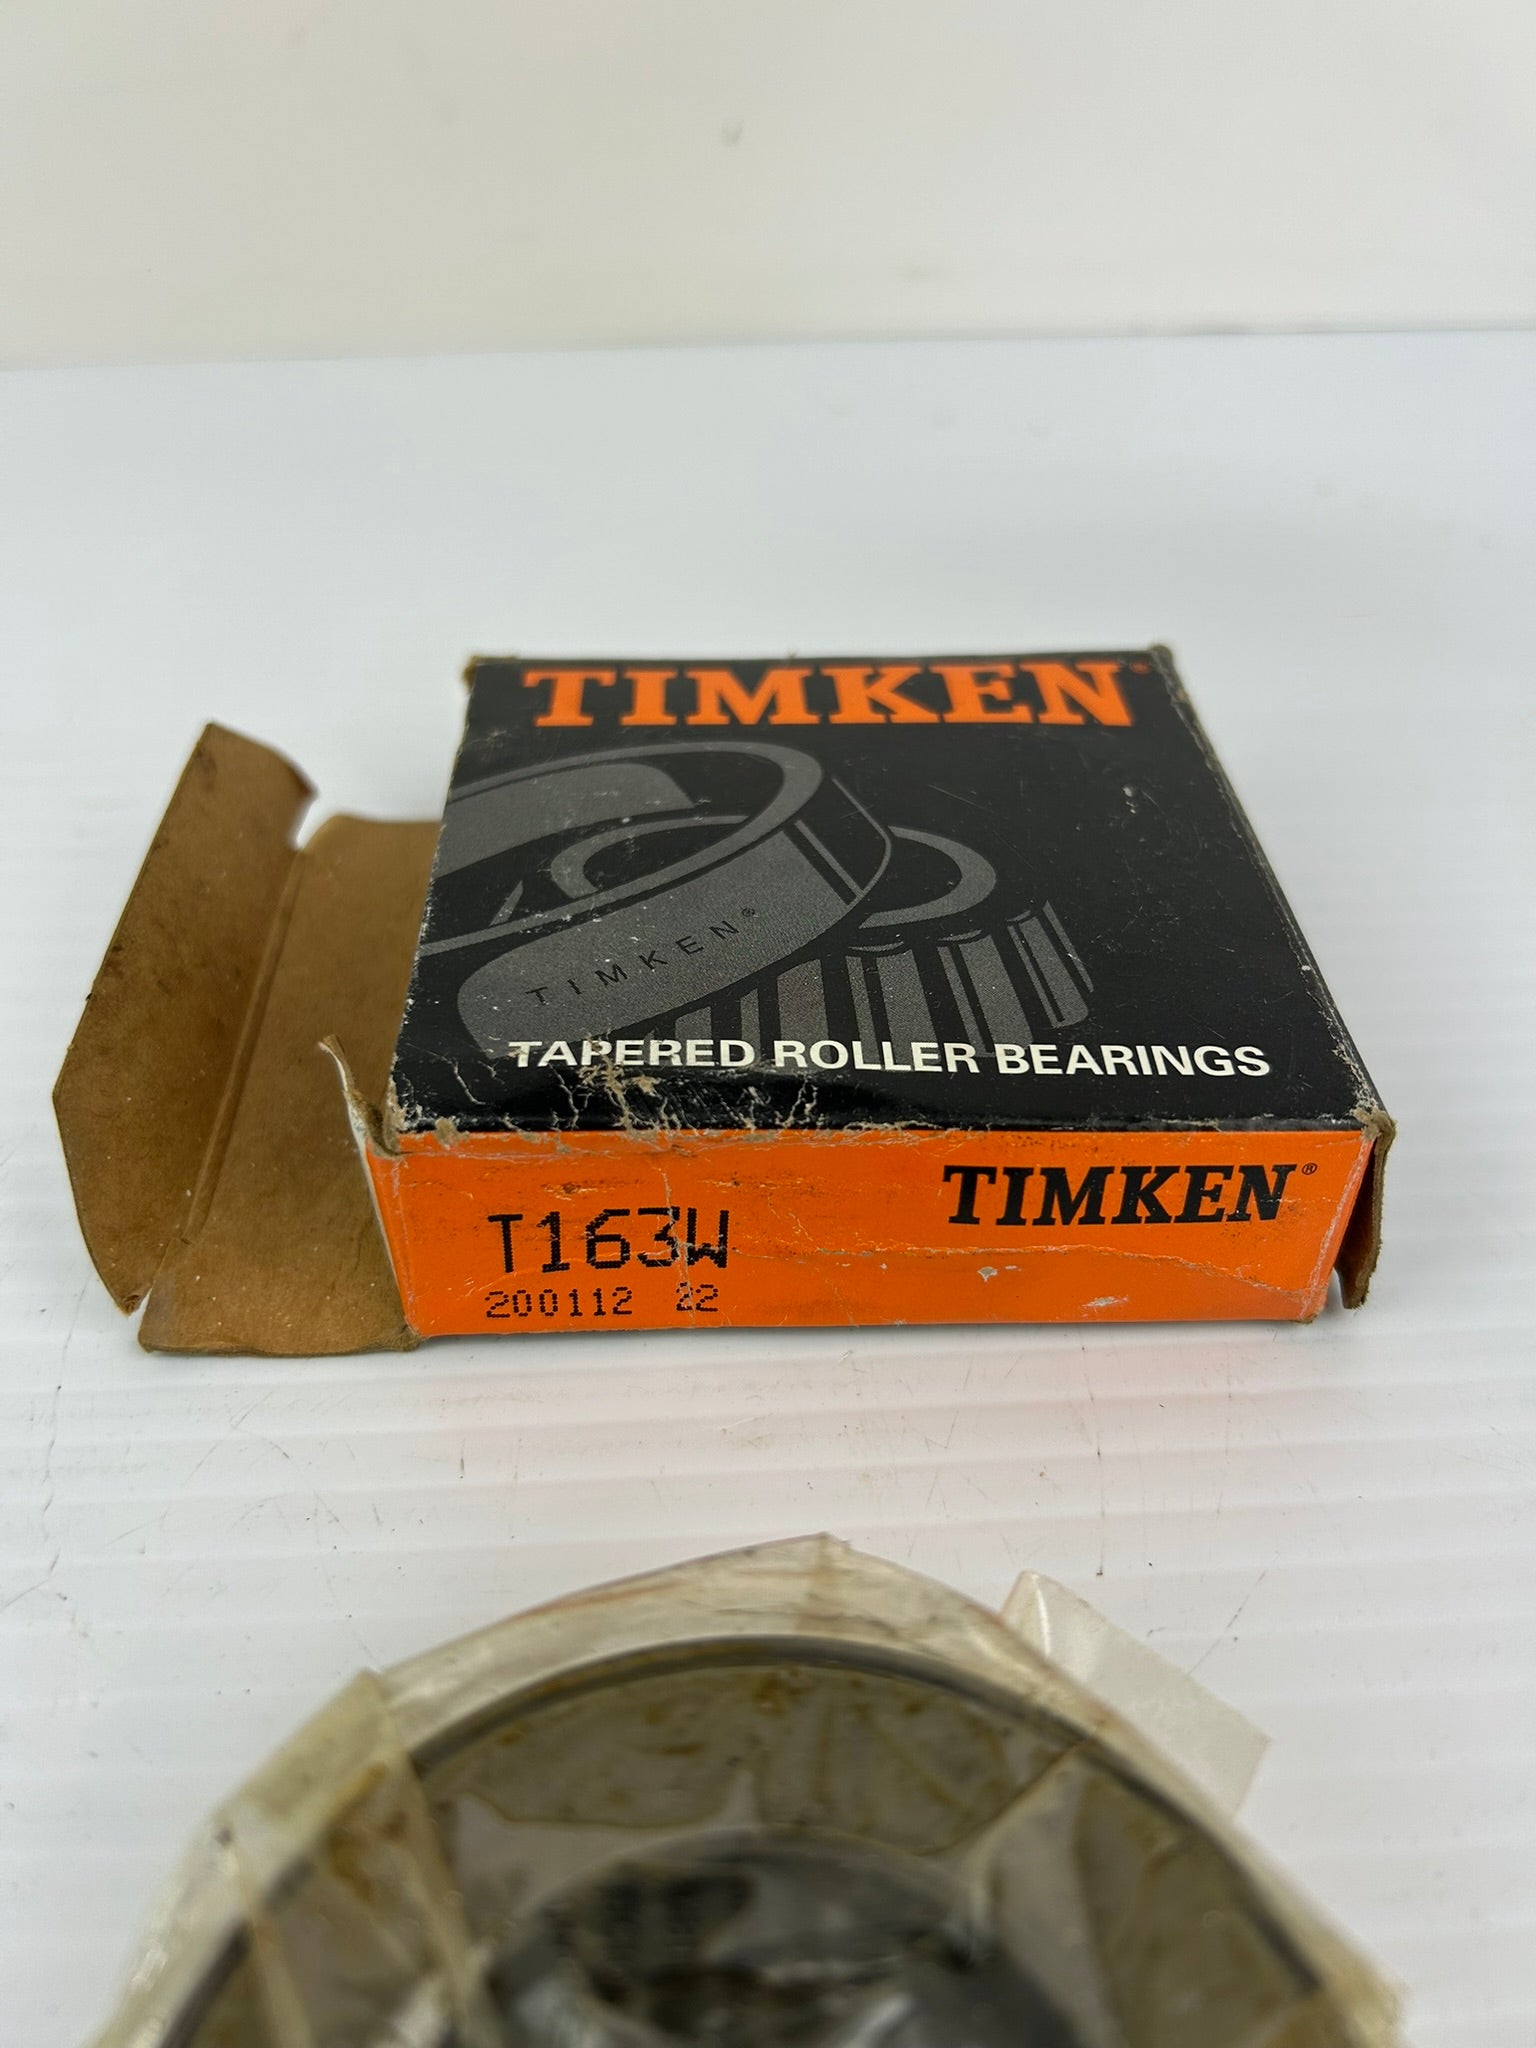 TIMKEN®
TIMKEN®
TAPERED ROLLER BEARINGS
TIMKEN®
T163W
200112 22